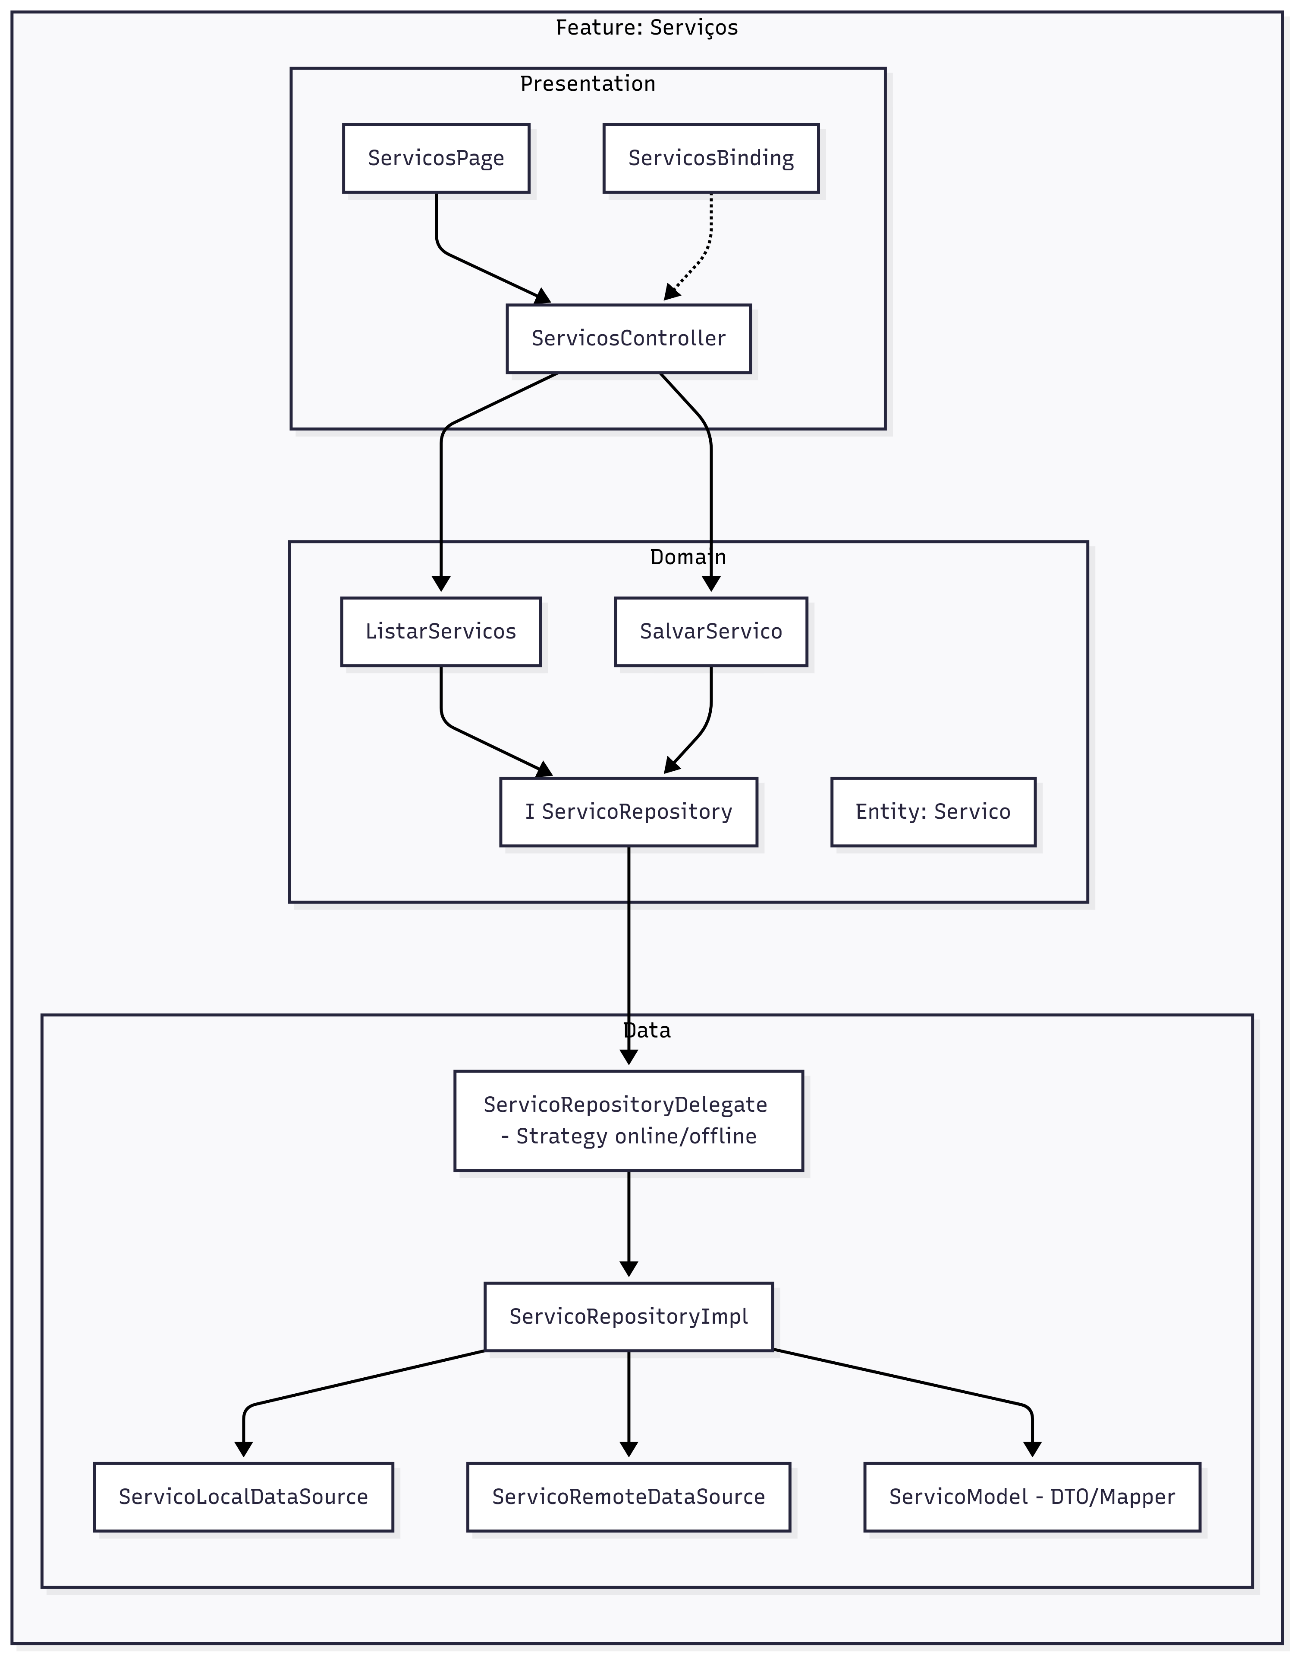 Feature: Serviços
Presentation
ServicosPage
ServicosBinding
ServicosController
Domain
ListarServicos
SalvarServico
I ServicoRepository
Entity: Servico
Data
ServicoRepositoryDelegate
- Strategy online/offline
ServicoRepositoryImpl
ServicoLocalDataSource
ServicoRemoteDataSource
ServicoModel - DTO/Mapper